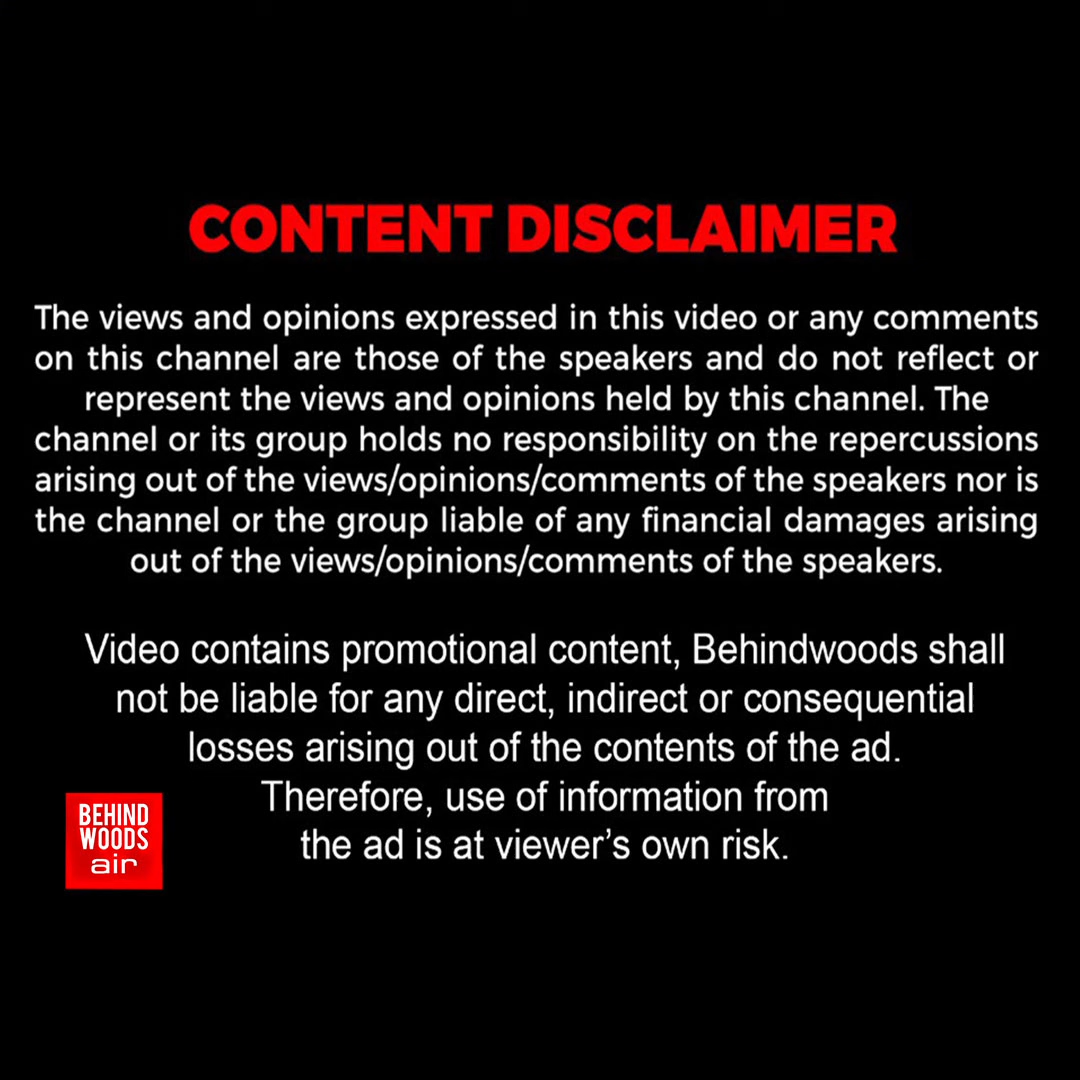 CONTENT DISCLAIMER
The views and opinions expressed in this video or any comments
on this channel are those of the speakers and do not reflect or
represent the views and opinions held by this channel. The
channel or its group holds no responsibility on the repercussions
arising out of the views/opinions/comments of the speakers nor is
the channel or the group liable of any financial damages arising
out of the views/opinions/comments of the speakers.
Video contains promotional content, Behindwoods shall
not be liable for any direct, indirect or consequential
losses arising out of the contents of the ad.
Therefore, use of information from
the ad is at viewer’s own risk.
BEHIND
WOODS
air